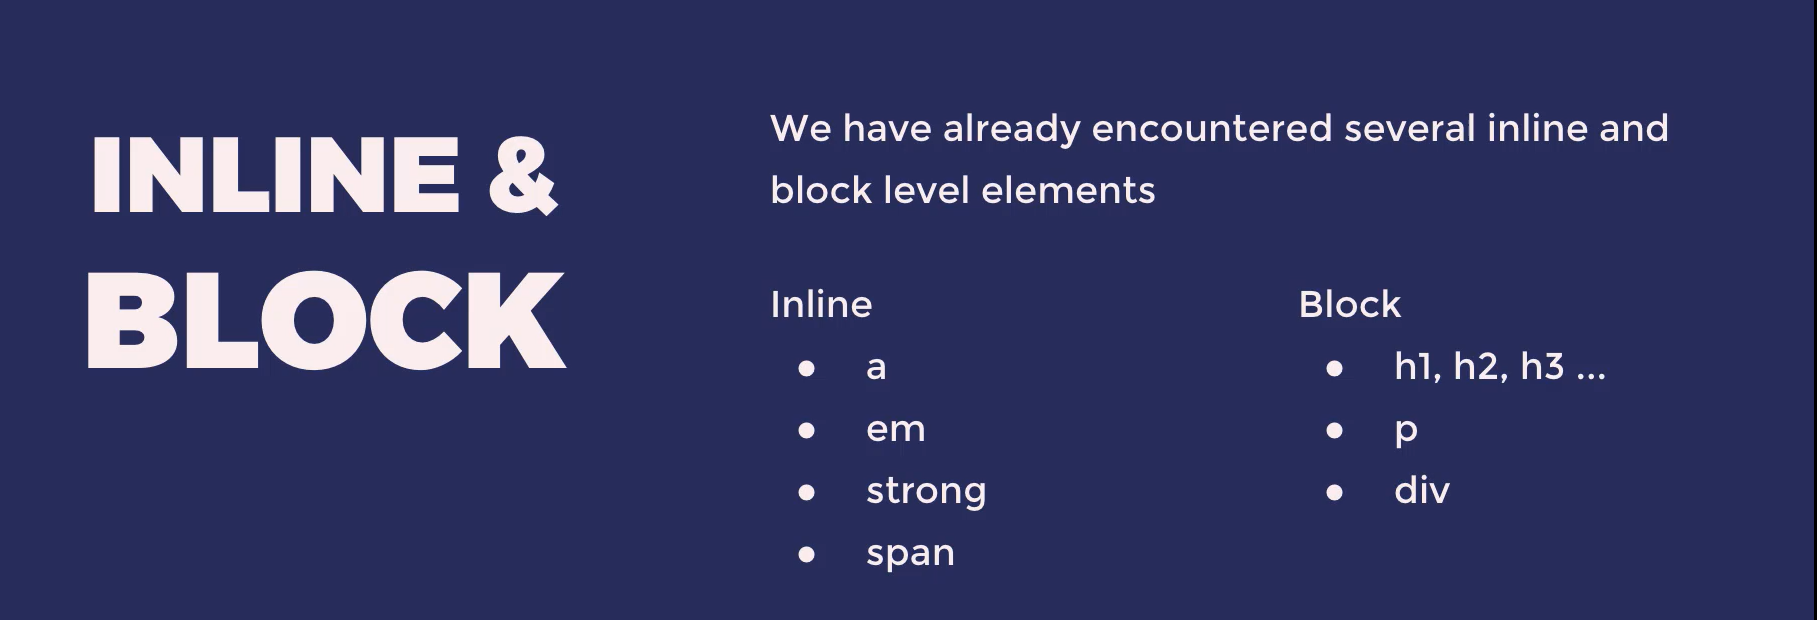 INLINE &
BLOCK
We have already encountered several inline and
block level elements
Inline
● a
● em
● strong
● span
Block
● h1, h2, h3 ...
● p
● div